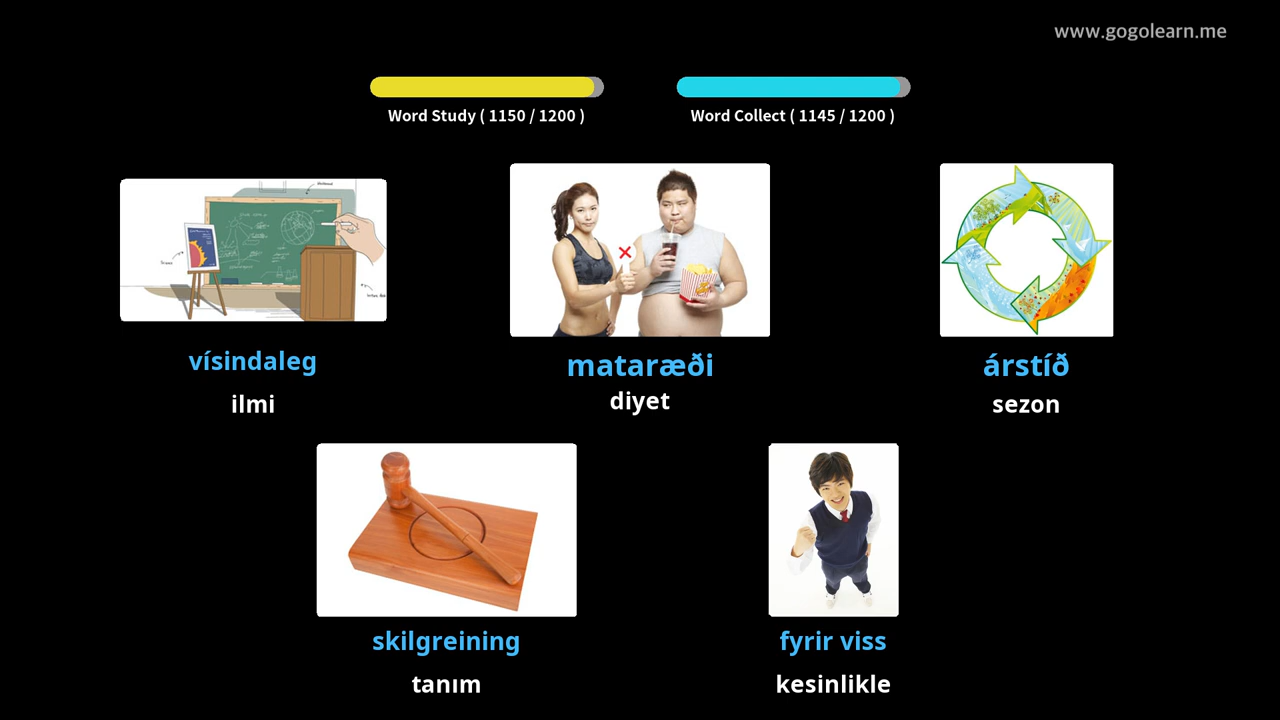 www.gogolearn.me
Word Study ( 1150 / 1200 )
Word Collect ( 1145 / 1200 )
vísindaleg
mataræði
árstíð
ilmi
diyet
sezon
skilgreining
fyrir viss
tanım
kesinlikle